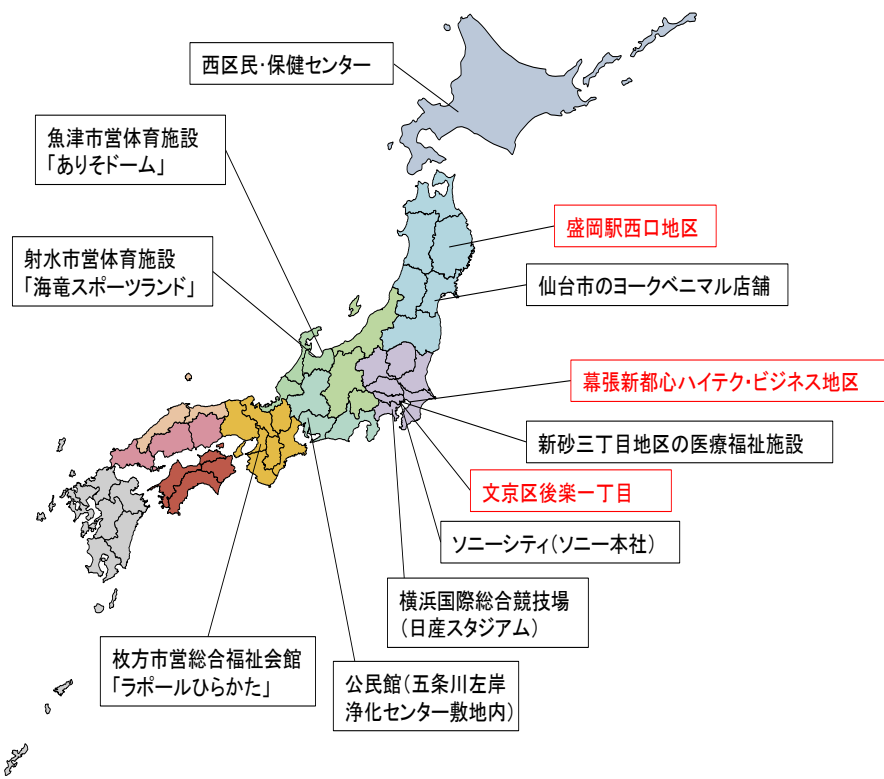 西区民・保健センター
魚津市営体育施設
「ありそドーム」
盛岡駅西口地区
射水市営体育施設
「海竜スポーツランド」
仙台市のヨークベニマル店舗
幕張新都心ハイテク・ビジネス地区
新砂三丁目地区の医療福祉施設
文京区後楽一丁目
ソニーシティ(ソニー本社)
横浜国際総合競技場
(日産スタジアム)
枚方市営総合福祉会館
「ラポールひらかた」
公民館(五条川左岸
浄化センター敷地内)